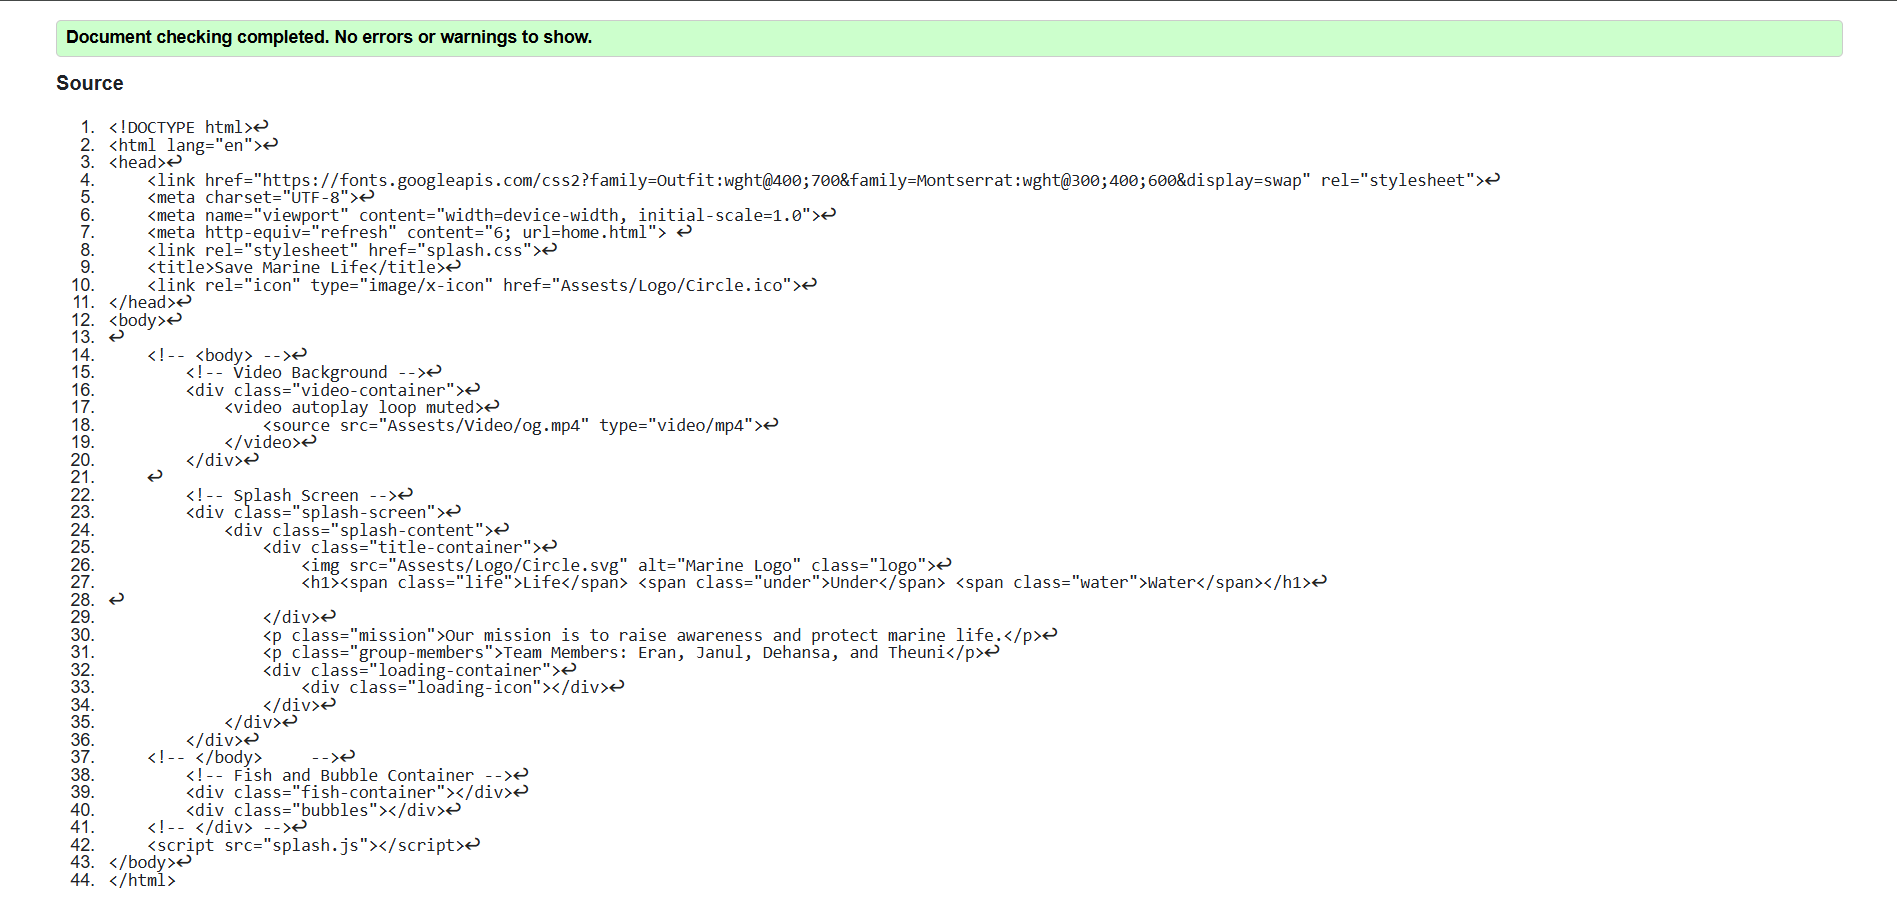 Document checking completed. No errors or warnings to show.
Source
1. <!DOCTYPE html>↩
2. <html lang="en">↩
3. <head>↩
4.     <link href="https://fonts.googleapis.com/css2?family=Outfit:wght@400;700&family=Montserrat:wght@300;400;600&display=swap" rel="stylesheet">↩
5.     <meta charset="UTF-8">↩
6.     <meta name="viewport" content="width=device-width, initial-scale=1.0">↩
7.     <meta http-equiv="refresh" content="6; url=home.html"> ↩
8.     <link rel="stylesheet" href="splash.css">↩
9.     <title>Save Marine Life</title>↩
10.     <link rel="icon" type="image/x-icon" href="Assests/Logo/Circle.ico">↩
11. </head>↩
12. <body>↩
13. ↩
14.     <!-- <body> -->↩
15.         <!-- Video Background -->↩
16.         <div class="video-container">↩
17.             <video autoplay loop muted>↩
18.                 <source src="Assests/Video/og.mp4" type="video/mp4">↩
19.             </video>↩
20.         </div>↩
21.     ↩
22.         <!-- Splash Screen -->↩
23.         <div class="splash-screen">↩
24.             <div class="splash-content">↩
25.                 <div class="title-container">↩
26.                     <img src="Assests/Logo/Circle.svg" alt="Marine Logo" class="logo">↩
27.                     <h1><span class="life">Life</span> <span class="under">Under</span> <span class="water">Water</span></h1>↩
28. ↩
29.                 </div>↩
30.                 <p class="mission">Our mission is to raise awareness and protect marine life.</p>↩
31.                 <p class="group-members">Team Members: Eran, Janul, Dehansa, and Theuni</p>↩
32.                 <div class="loading-container">↩
33.                     <div class="loading-icon"></div>↩
34.                 </div>↩
35.             </div>↩
36.         </div>↩
37.     <!-- </body>     -->↩
38.         <!-- Fish and Bubble Container -->↩
39.         <div class="fish-container"></div>↩
40.         <div class="bubbles"></div>↩
41.     <!-- </div> -->↩
42.     <script src="splash.js"></script>↩
43. </body>↩
44. </html>